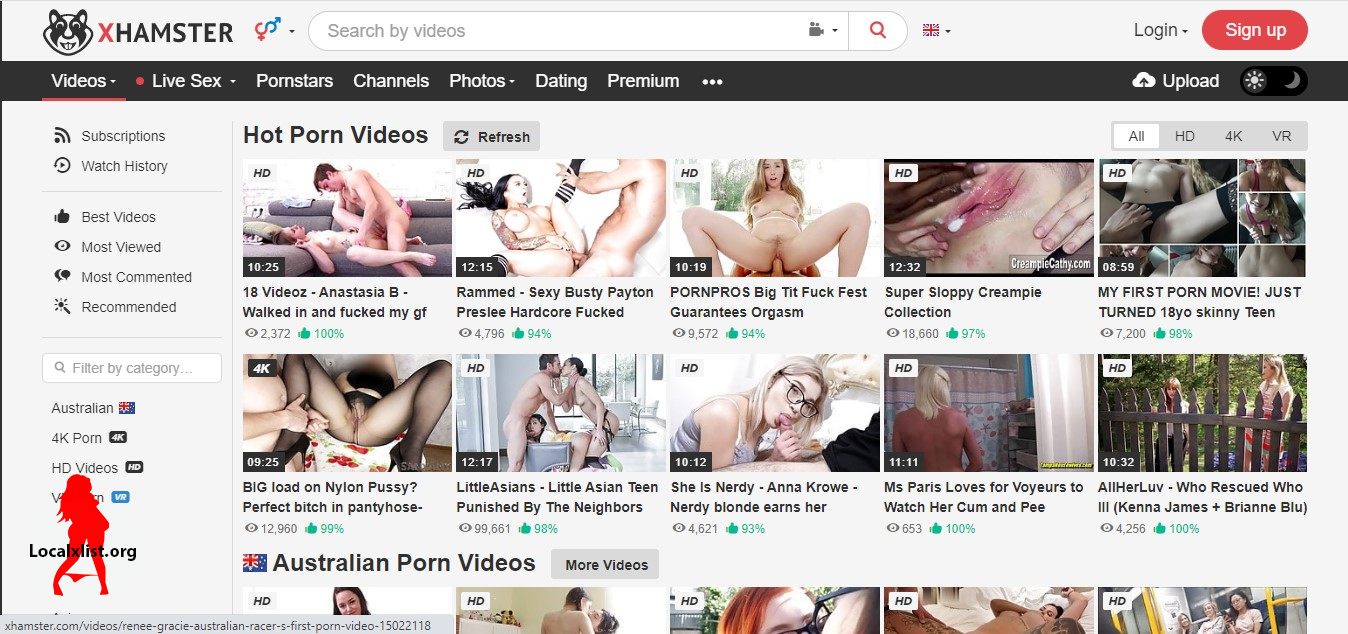 XHAMSTER
Search by videos
Login
Sign up
Videos
Live Sex
Pornstars
Channels
Photos
Dating
Premium
Upload
Subscriptions
Watch History
Best Videos
Most Viewed
Most Commented
Recommended
Filter by category...
Australian
4K Porn 4K
HD Videos HD
VR
Localxlist.org
Hot Porn Videos
Refresh
All HD 4K VR
HD
10:25
18 Videoz - Anastasia B -
Walked in and fucked my gf
2,372 100%
HD
12:15
Rammed - Sexy Busty Payton
Preslee Hardcore Fucked
4,796 94%
HD
10:19
PORNPROS Big Tit Fuck Fest
Guarantees Orgasm
9,572 94%
HD
12:32
CreampieCathy.com
Super Sloppy Creampie
Collection
18,660 97%
HD
08:59
MY FIRST PORN MOVIE! JUST
TURNED 18yo skinny Teen
7,200 98%
4K
09:25
BIG load on Nylon Pussy?
Perfect bitch in pantyhose-
12,960 99%
HD
12:17
LittleAsians - Little Asian Teen
Punished By The Neighbors
99,661 98%
HD
10:12
She Is Nerdy - Anna Krowe -
Nerdy blonde earns her
4,621 93%
HD
11:11
Ms Paris Loves for Voyeurs to
Watch Her Cum and Pee
653 100%
HD
10:32
AllHerLuv - Who Rescued Who
III (Kenna James + Brianne Blu)
4,256 100%
Australian Porn Videos
More Videos
HD
HD
HD
HD
HD
xhamster.com/videos/renee-gracie-australian-racer-s-first-porn-video-15022118